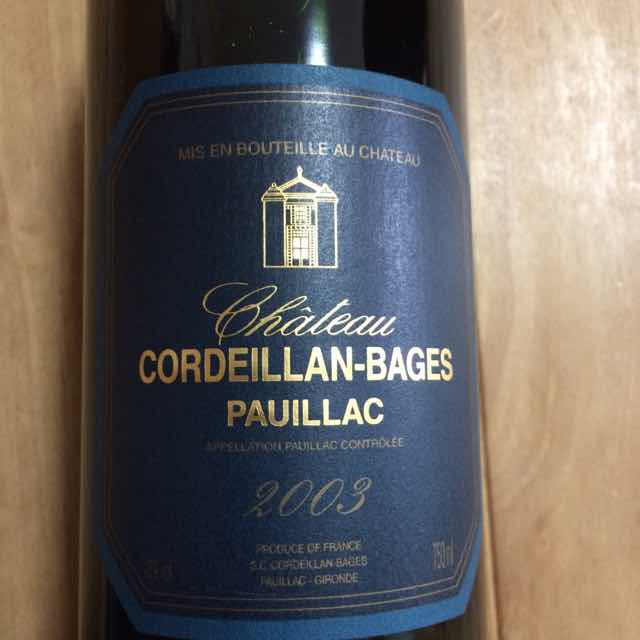 MIS EN BOUTEILLE AU CHATEAU
Château
CORDEILLAN-BAGES
PAUILLAC
APPELLATION PAUILLAC CONTRÔLÉE
2003
PRODUCE OF FRANCE
S.C. CORDEILLAN-BAGES
PAUILLAC - GIRONDE
750ml